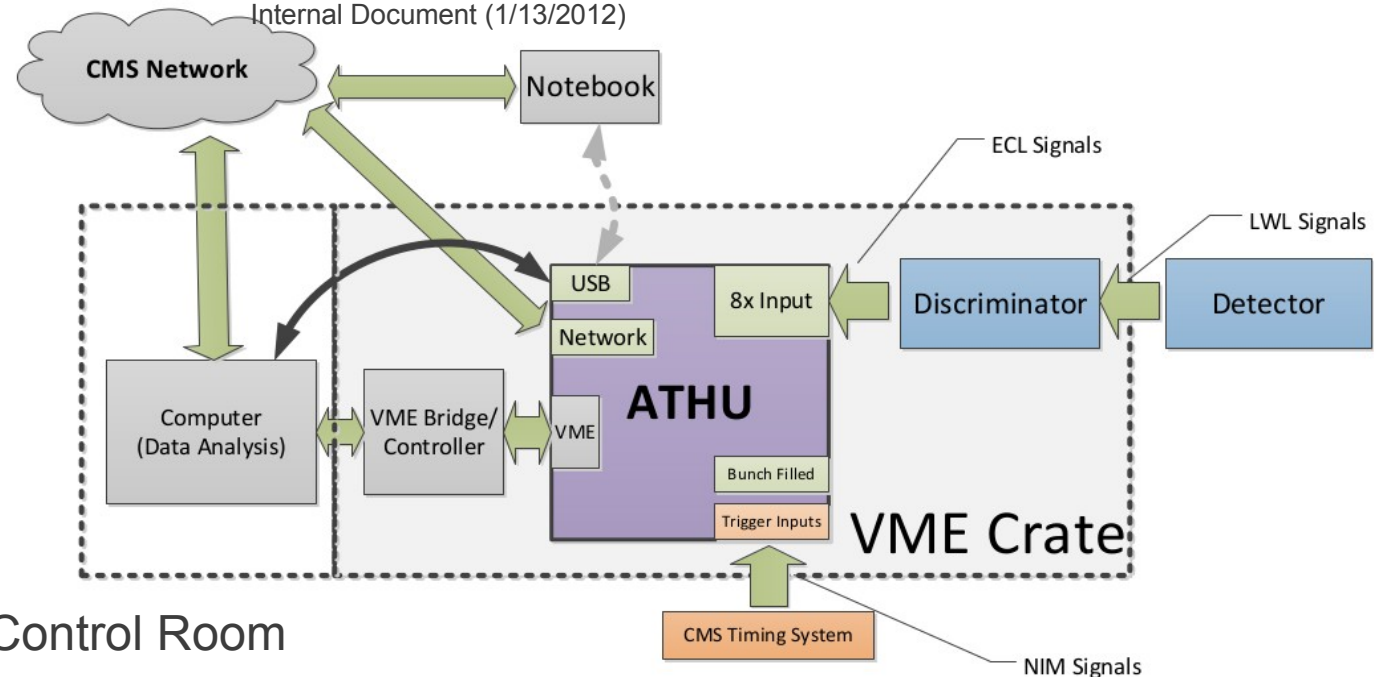 Internal Document (1/13/2012)
CMS Network
Notebook
ECL Signals
LWL Signals
USB
8x Input
Discriminator
Detector
Network
ATHU
Computer
(Data Analysis)
VME Bridge/
Controller
VME
Bunch Filled
Trigger Inputs
VME Crate
Control Room
CMS Timing System
NIM Signals